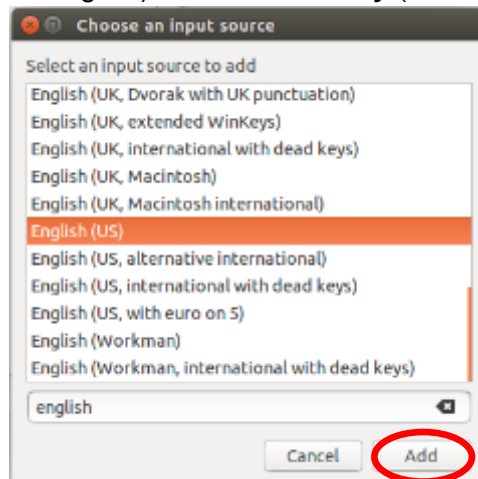 Choose an input source
Select an input source to add
English (UK, Dvorak with UK punctuation)
English (UK, extended WinKeys)
English (UK, international with dead keys)
English (UK, Macintosh)
English (UK, Macintosh international)
English (US)
English (US, alternative international)
English (US, international with dead keys)
English (US, with euro on 5)
English (Workman)
English (Workman, international with dead keys)
english
Cancel Add